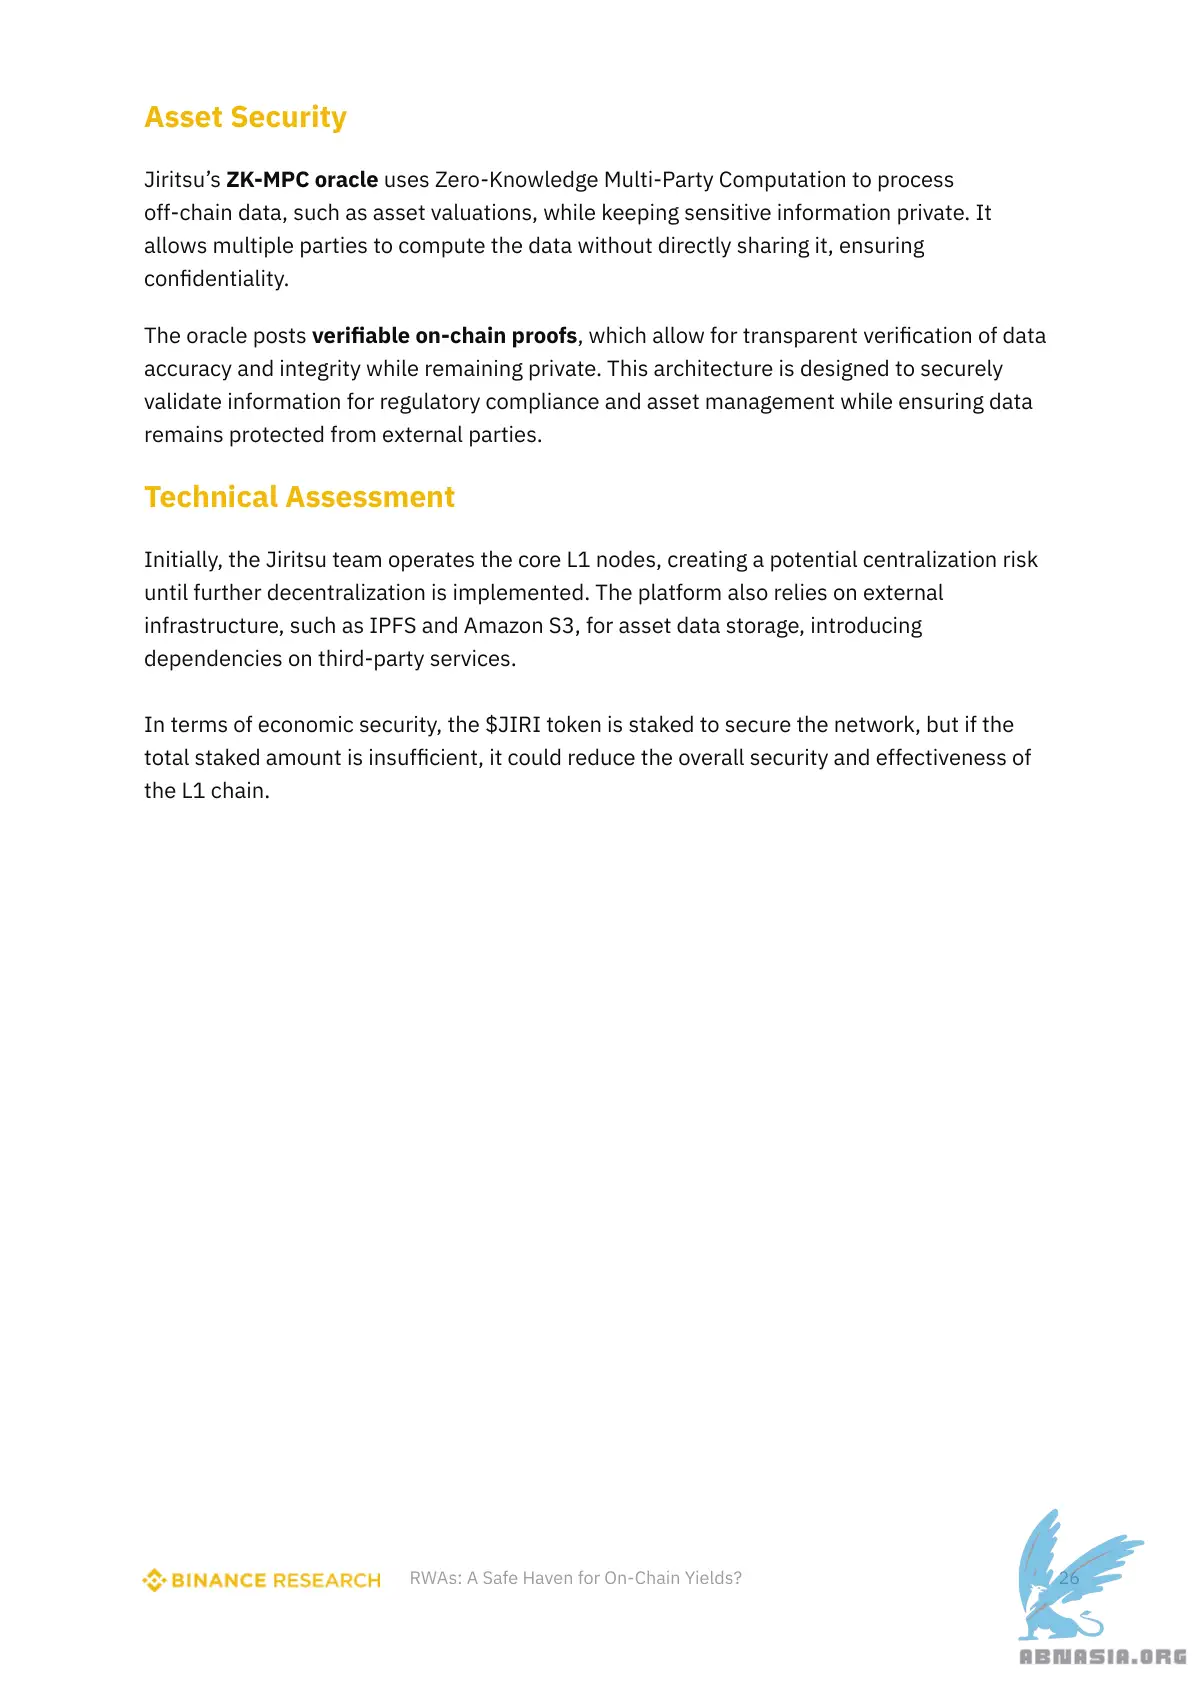 Asset Security
Jiritsu’s ZK-MPC oracle uses Zero-Knowledge Multi-Party Computation to process
off-chain data, such as asset valuations, while keeping sensitive information private. It
allows multiple parties to compute the data without directly sharing it, ensuring
confidentiality.
The oracle posts verifiable on-chain proofs, which allow for transparent verification of data
accuracy and integrity while remaining private. This architecture is designed to securely
validate information for regulatory compliance and asset management while ensuring data
remains protected from external parties.
Technical Assessment
Initially, the Jiritsu team operates the core L1 nodes, creating a potential centralization risk
until further decentralization is implemented. The platform also relies on external
infrastructure, such as IPFS and Amazon S3, for asset data storage, introducing
dependencies on third-party services.
In terms of economic security, the $JIRI token is staked to secure the network, but if the
total staked amount is insufficient, it could reduce the overall security and effectiveness of
the L1 chain.
BINANCE RESEARCH RWAs: A Safe Haven for On-Chain Yields? 26
ABNASIA.ORG